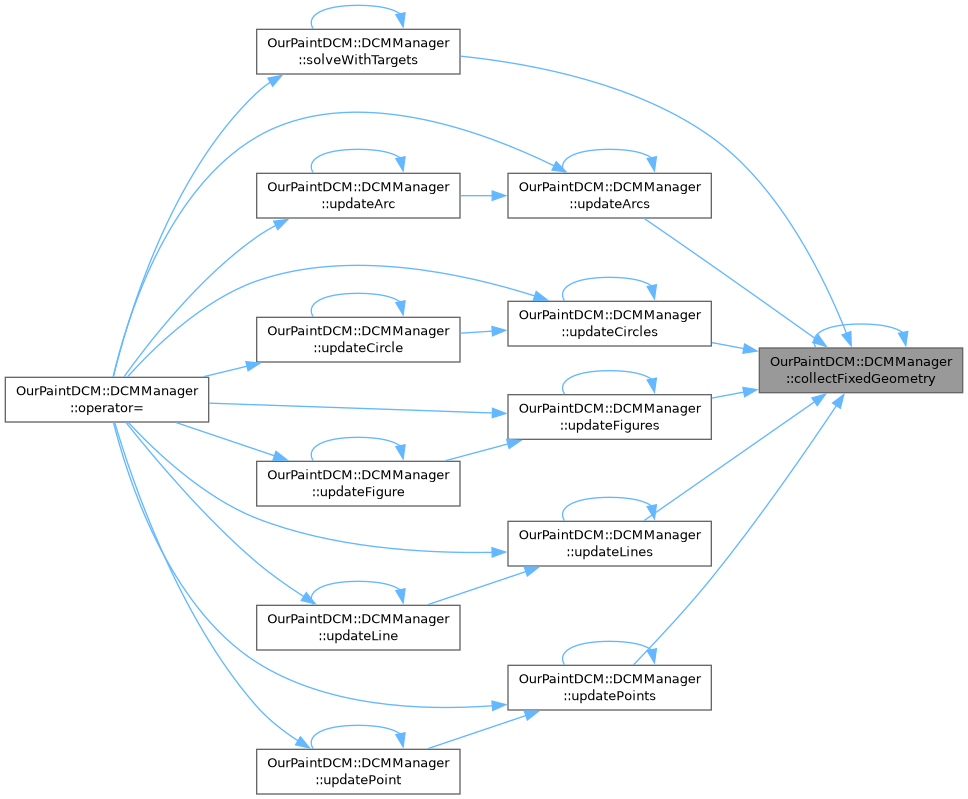 OurPaintDCM::DCMManager
::solveWithTargets
OurPaintDCM::DCMManager
::updateArc
OurPaintDCM::DCMManager
::updateArcs
OurPaintDCM::DCMManager
::updateCircles
OurPaintDCM::DCMManager
::updateCircle
OurPaintDCM::DCMManager
::collectFixedGeometry
OurPaintDCM::DCMManager
::operator=
OurPaintDCM::DCMManager
::updateFigures
OurPaintDCM::DCMManager
::updateFigure
OurPaintDCM::DCMManager
::updateLines
OurPaintDCM::DCMManager
::updateLine
OurPaintDCM::DCMManager
::updatePoints
OurPaintDCM::DCMManager
::updatePoint